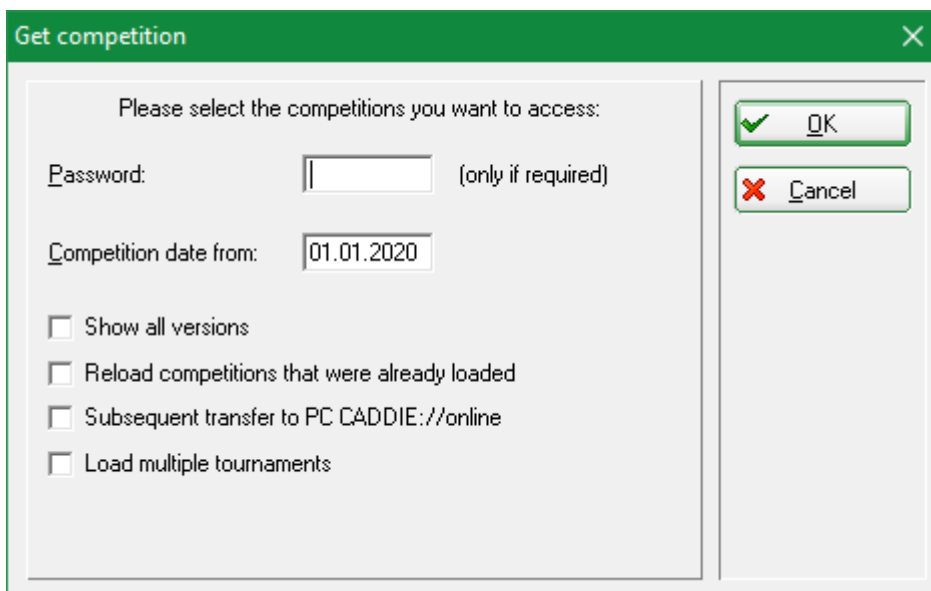 Get competition
Please select the competitions you want to access:
Password: (only if required)
Competition date from: 01.01.2020
Show all versions
Reload competitions that were already loaded
Subsequent transfer to PC CADDIE://online
Load multiple tournaments
OK
Cancel